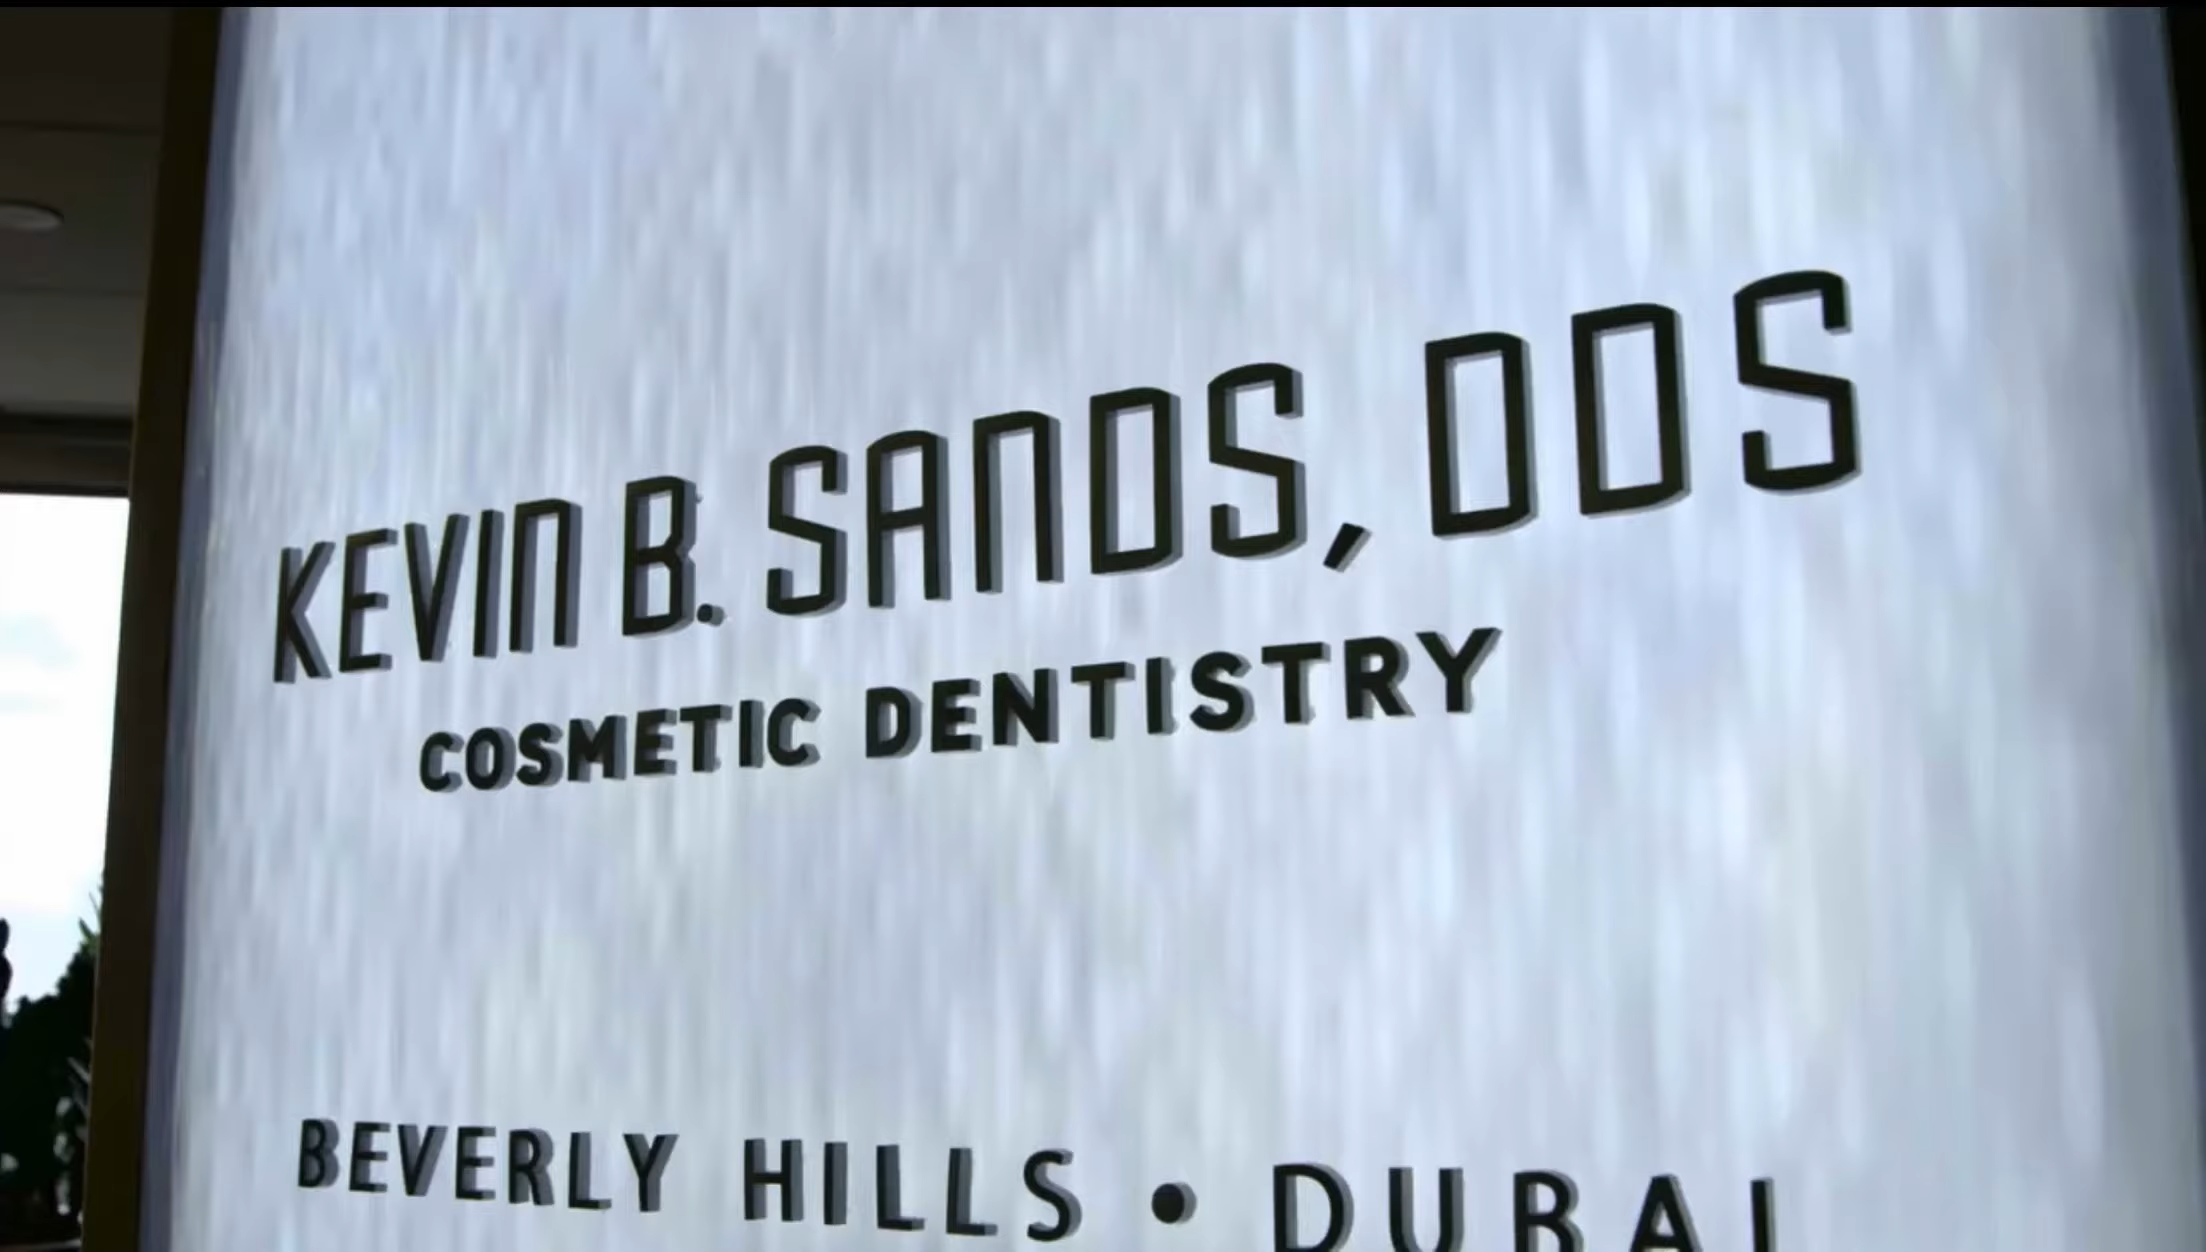 KEVIN B. SANDS, DDS
COSMETIC DENTISTRY
BEVERLY HILLS • DUBAI